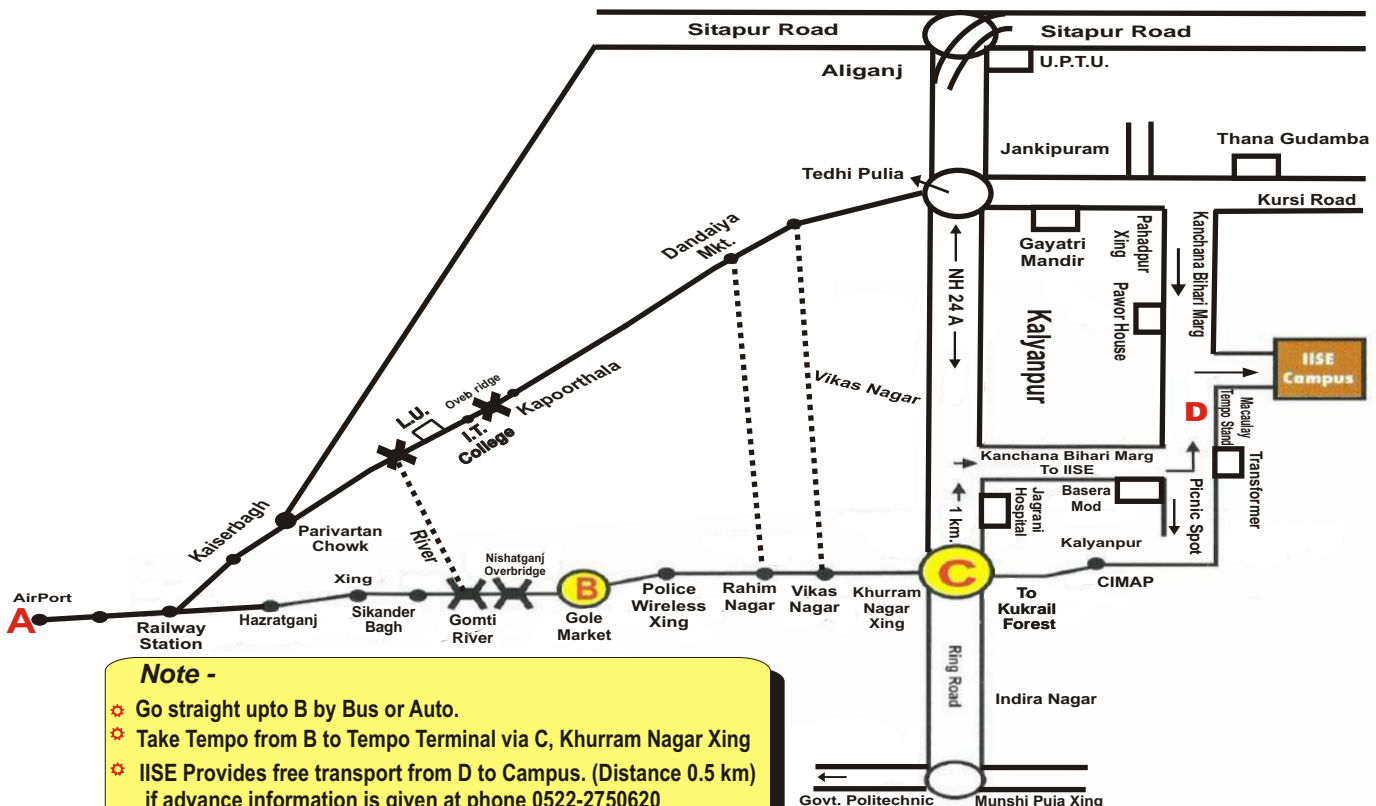 Sitapur Road
Sitapur Road
Aliganj
U.P.T.U.
Jankipuram
Thana Gudamba
Tedhi Pulia
Kursi Road
Dandaiya
Mkt.
Gayatri
Mandir
Pahadpur
Xing
Kanchana Bihari Marg
NH 24 A
Kalyanpur
Pawor House
IISE
Campus
Vikas Nagar
Oveb ridge
Kapoorthala
L.U.
I.T.
College
D
Macaulay
Tempo Stand
Transformer
Kanchana Bihari Marg
To IISE
Picnic Spot
Jagrani
Hospital
Basera
Mod
1 km.
Kaiserbagh
Parivartan
Chowk
River
Nishatganj
Overbridge
Kalyanpur
CIMAP
AirPort
A
Railway
Station
Hazratganj
Xing
Sikander
Bagh
Gomti
River
B
Gole
Market
Police
Wireless
Xing
Rahim
Nagar
Vikas
Nagar
Khurram
Nagar
Xing
C
To
Kukrail
Forest
Ring Road
Indira Nagar
Note -
Go straight upto B by Bus or Auto.
Take Tempo from B to Tempo Terminal via C, Khurram Nagar Xing
IISE Provides free transport from D to Campus. (Distance 0.5 km)
if advance information is given at phone 0522-2750620
Govt. Politechnic
Munshi Puja Xing